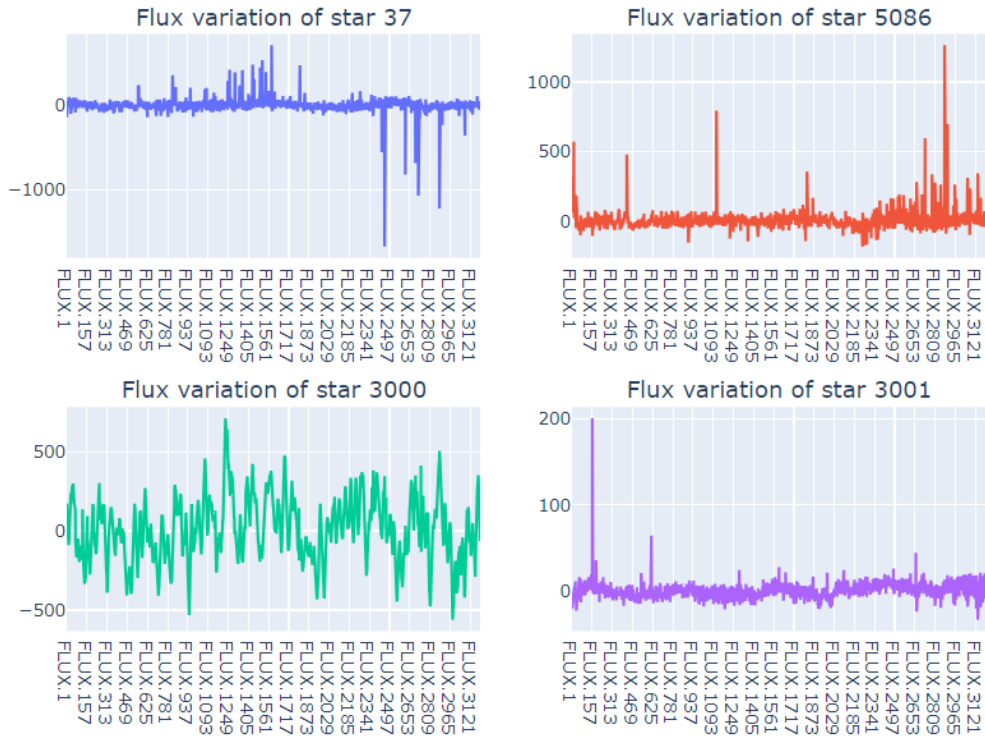 Flux variation of star 37
0
−1000
FLUX.1
FLUX.157
FLUX.313
FLUX.469
FLUX.625
FLUX.781
FLUX.937
FLUX.1093
FLUX.1249
FLUX.1405
FLUX.1561
FLUX.1717
FLUX.1873
FLUX.2029
FLUX.2185
FLUX.2341
FLUX.2497
FLUX.2653
FLUX.2809
FLUX.2965
FLUX.3121
Flux variation of star 5086
1000
500
0
FLUX.1
FLUX.157
FLUX.313
FLUX.469
FLUX.625
FLUX.781
FLUX.937
FLUX.1093
FLUX.1249
FLUX.1405
FLUX.1561
FLUX.1717
FLUX.1873
FLUX.2029
FLUX.2185
FLUX.2341
FLUX.2497
FLUX.2653
FLUX.2809
FLUX.2965
FLUX.3121
Flux variation of star 3000
500
0
−500
FLUX.1
FLUX.157
FLUX.313
FLUX.469
FLUX.625
FLUX.781
FLUX.937
FLUX.1093
FLUX.1249
FLUX.1405
FLUX.1561
FLUX.1717
FLUX.1873
FLUX.2029
FLUX.2185
FLUX.2341
FLUX.2497
FLUX.2653
FLUX.2809
FLUX.2965
FLUX.3121
Flux variation of star 3001
200
100
0
FLUX.1
FLUX.157
FLUX.313
FLUX.469
FLUX.625
FLUX.781
FLUX.937
FLUX.1093
FLUX.1249
FLUX.1405
FLUX.1561
FLUX.1717
FLUX.1873
FLUX.2029
FLUX.2185
FLUX.2341
FLUX.2497
FLUX.2653
FLUX.2809
FLUX.2965
FLUX.3121